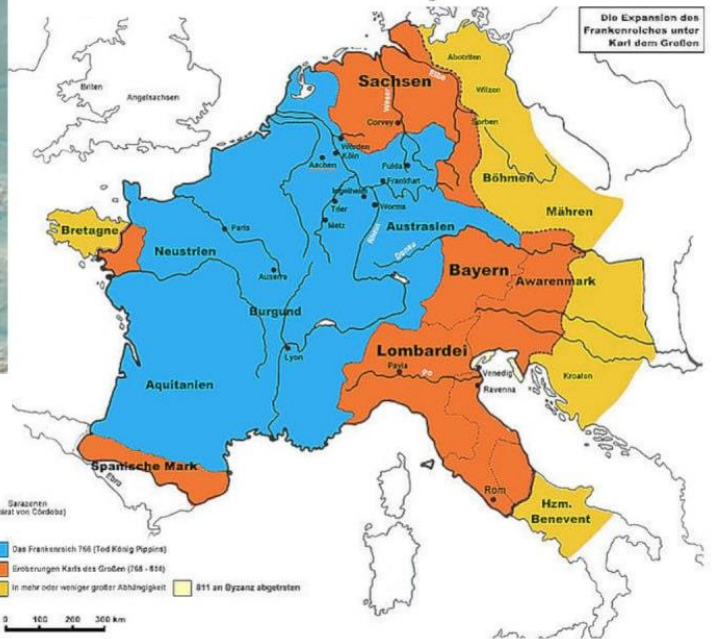 Die Expansion des
Frankenreiches unter
Karl dem Großen
Abotriten
Sachsen
Elbe
Wilzen
Briten
Angelsachsen
Weser
Corvey
Sorben
Werden
Köln
Aachen
Fulda
Böhmen
Frankfurt
Ingelheim
Mähren
Trier
Worms
Bretagne
Paris
Metz
Rhein
Austrasien
Neustrien
Donau
Auxerre
Bayern
Awarenmark
Burgund
Lombardei
Lyon
Pavia
Po
Venedig
Kroaten
Aquitanien
Ravenna
Spanische Mark
Ebro
Rom
Hzm.
Benevent
Sarazenen
rat von Córdoba)
Das Frankenreich 768 (Tod König Pippins)
Eroberungen Karls des Großen (768 - 814)
In mehr oder weniger großer Abhängigkeit
811 an Byzanz abgetreten
0 100 200 300 km